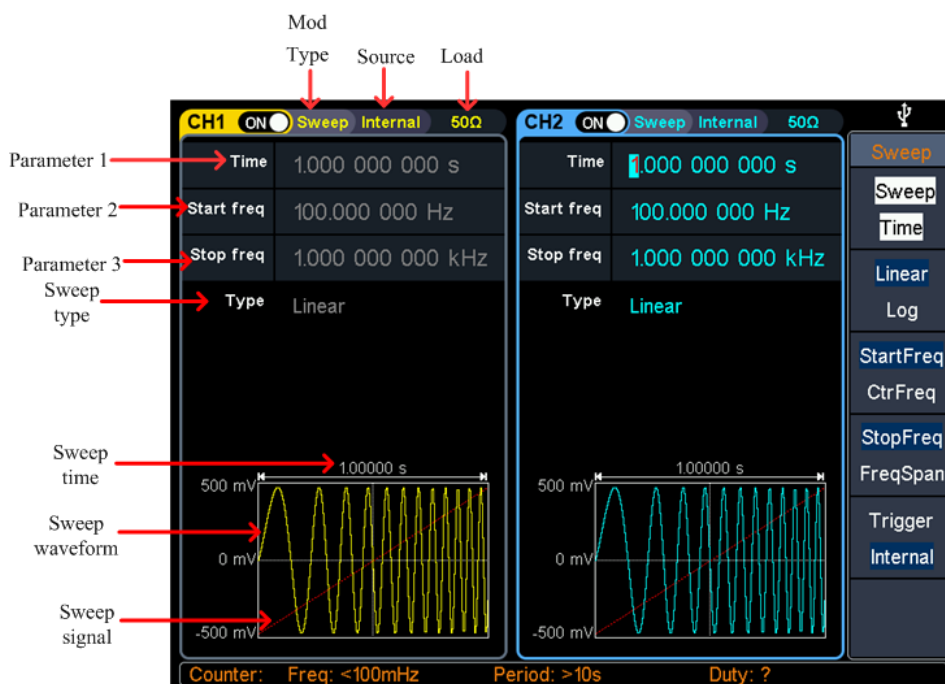 Mod
Type
Source
Load
CH1 ON Sweep Internal 50Ω
CH2 ON Sweep Internal 50Ω
Parameter 1
Time 1.000 000 000 s
Time 1.000 000 000 s
Parameter 2
Start freq 100.000 000 Hz
Start freq 100.000 000 Hz
Parameter 3
Stop freq 1.000 000 000 kHz
Stop freq 1.000 000 000 kHz
Sweep
type
Type Linear
Type Linear
Sweep
Sweep
Time
Linear
Log
StartFreq
CtrFreq
StopFreq
FreqSpan
Trigger
Internal
Sweep
time
1.00000 s
500 mV
0 mV
-500 mV
Sweep
waveform
Sweep
signal
1.00000 s
500 mV
0 mV
-500 mV
Counter: Freq: <100mHz Period: >10s Duty: ?